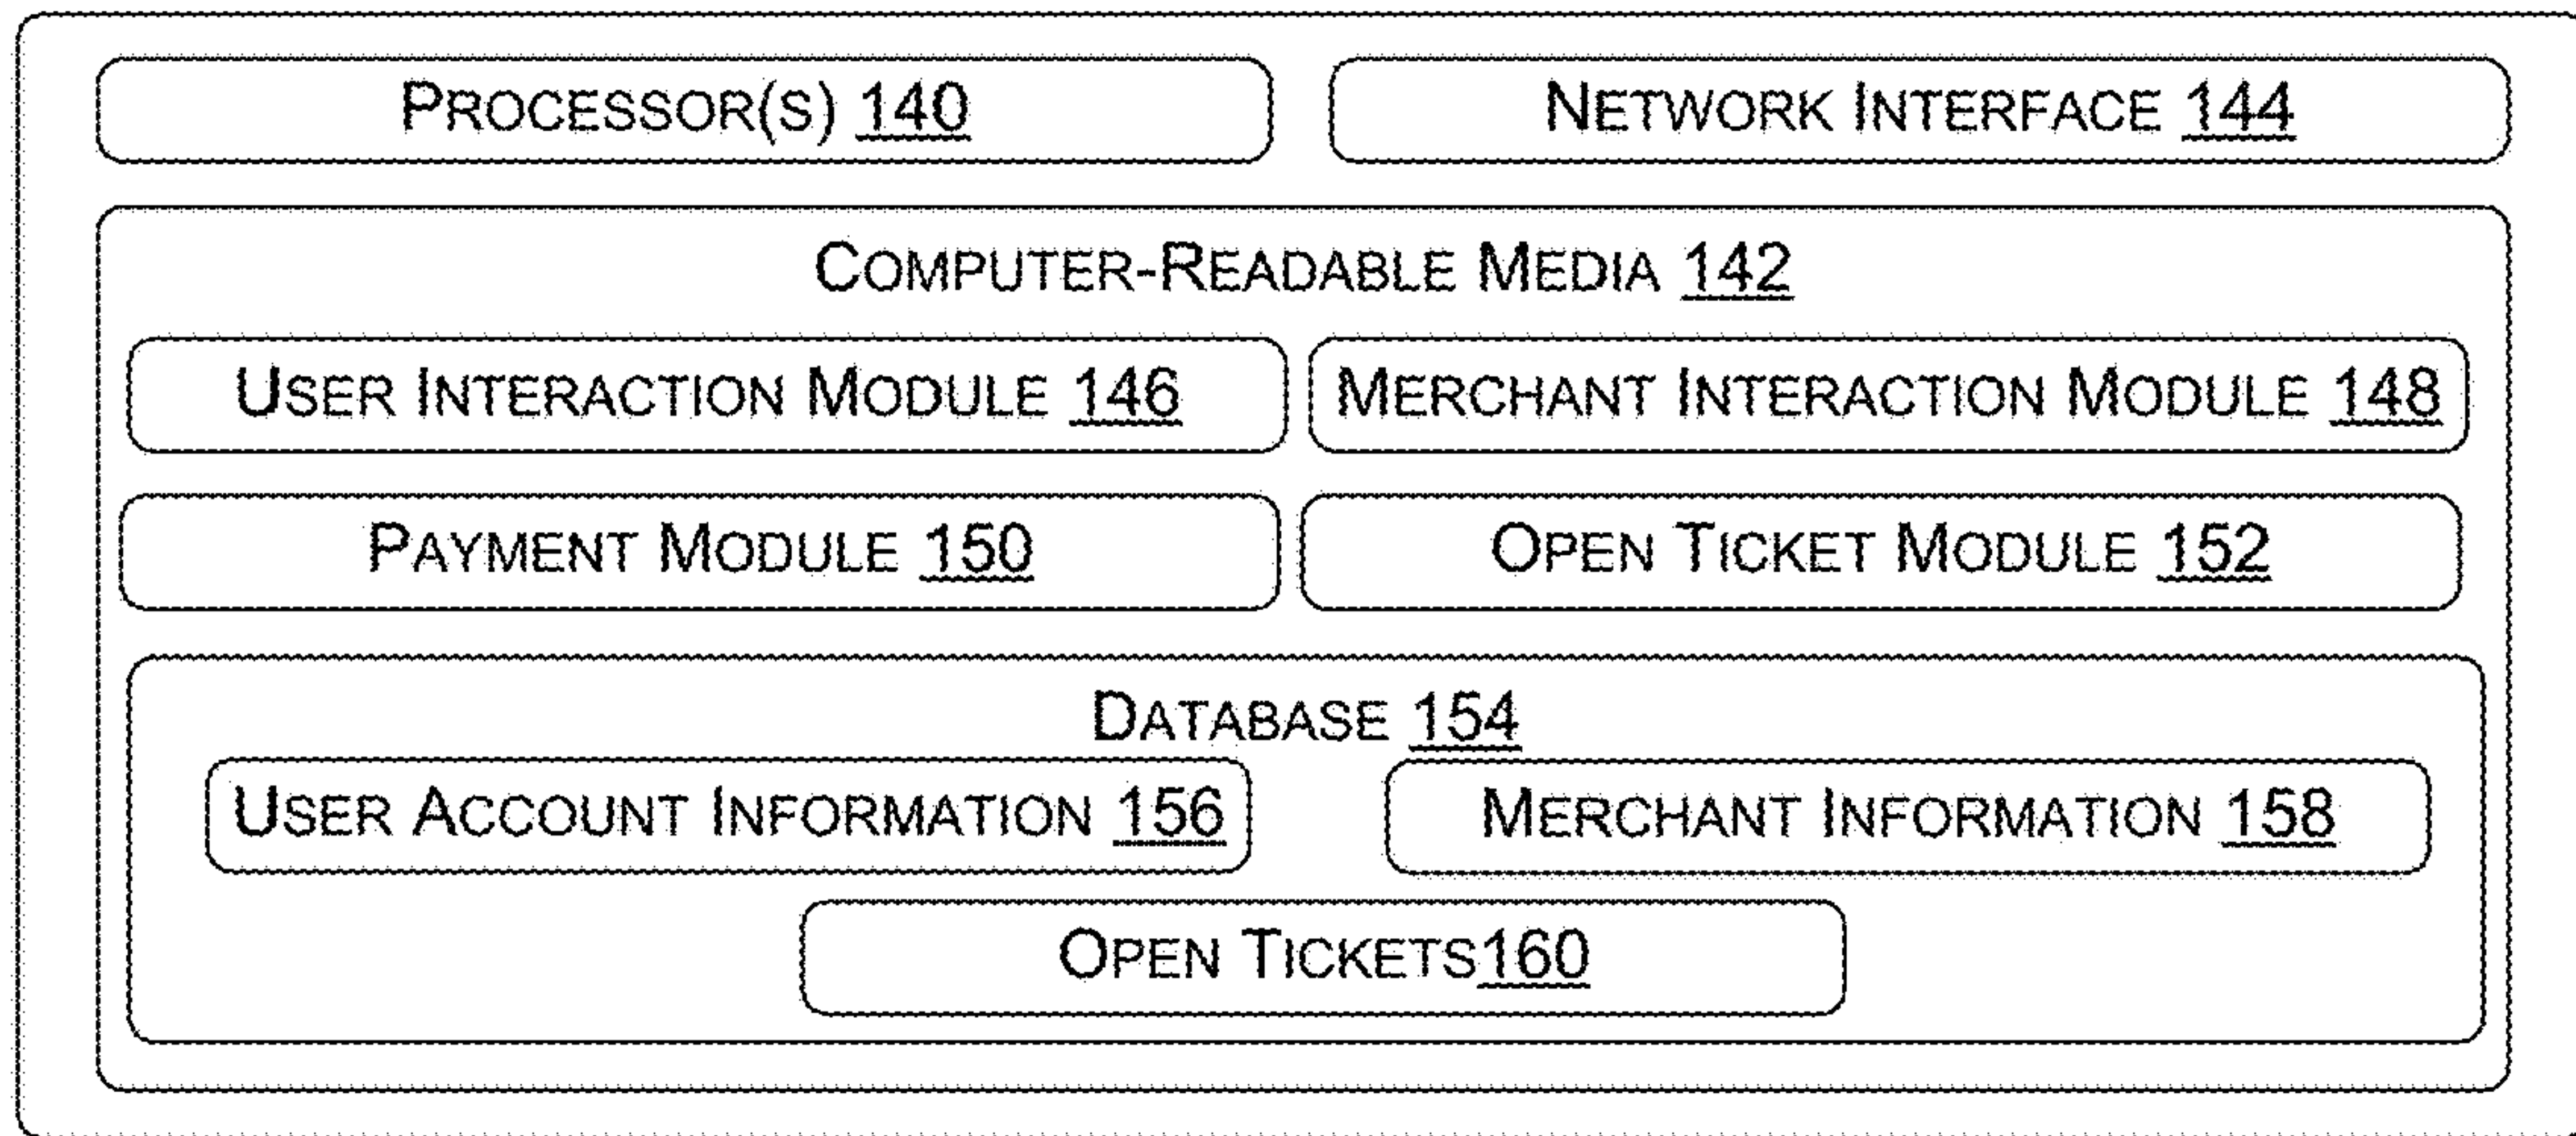 PROCESSOR(S) 140
NETWORK INTERFACE 144
COMPUTER-READABLE MEDIA 142
USER INTERACTION MODULE 146
MERCHANT INTERACTION MODULE 148
PAYMENT MODULE 150
OPEN TICKET MODULE 152
DATABASE 154
USER ACCOUNT INFORMATION 156
MERCHANT INFORMATION 158
OPEN TICKETS160